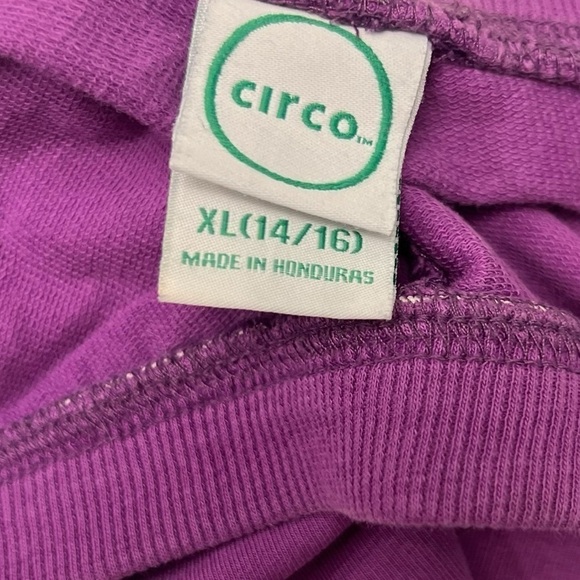 circo™
XL(14/16)
MADE IN HONDURAS